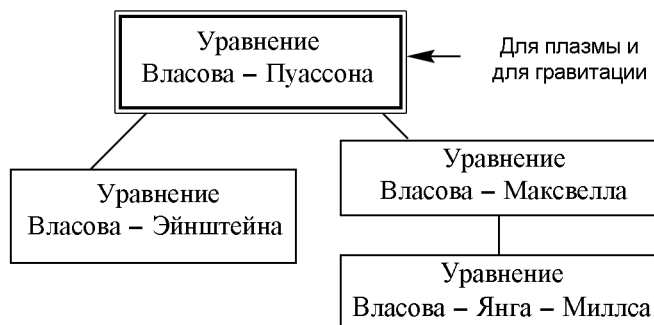 Уравнение
Власова – Пуассона
Для плазмы и
для гравитации
Уравнение
Власова – Эйнштейна
Уравнение
Власова – Максвелла
Уравнение
Власова – Янга – Миллса